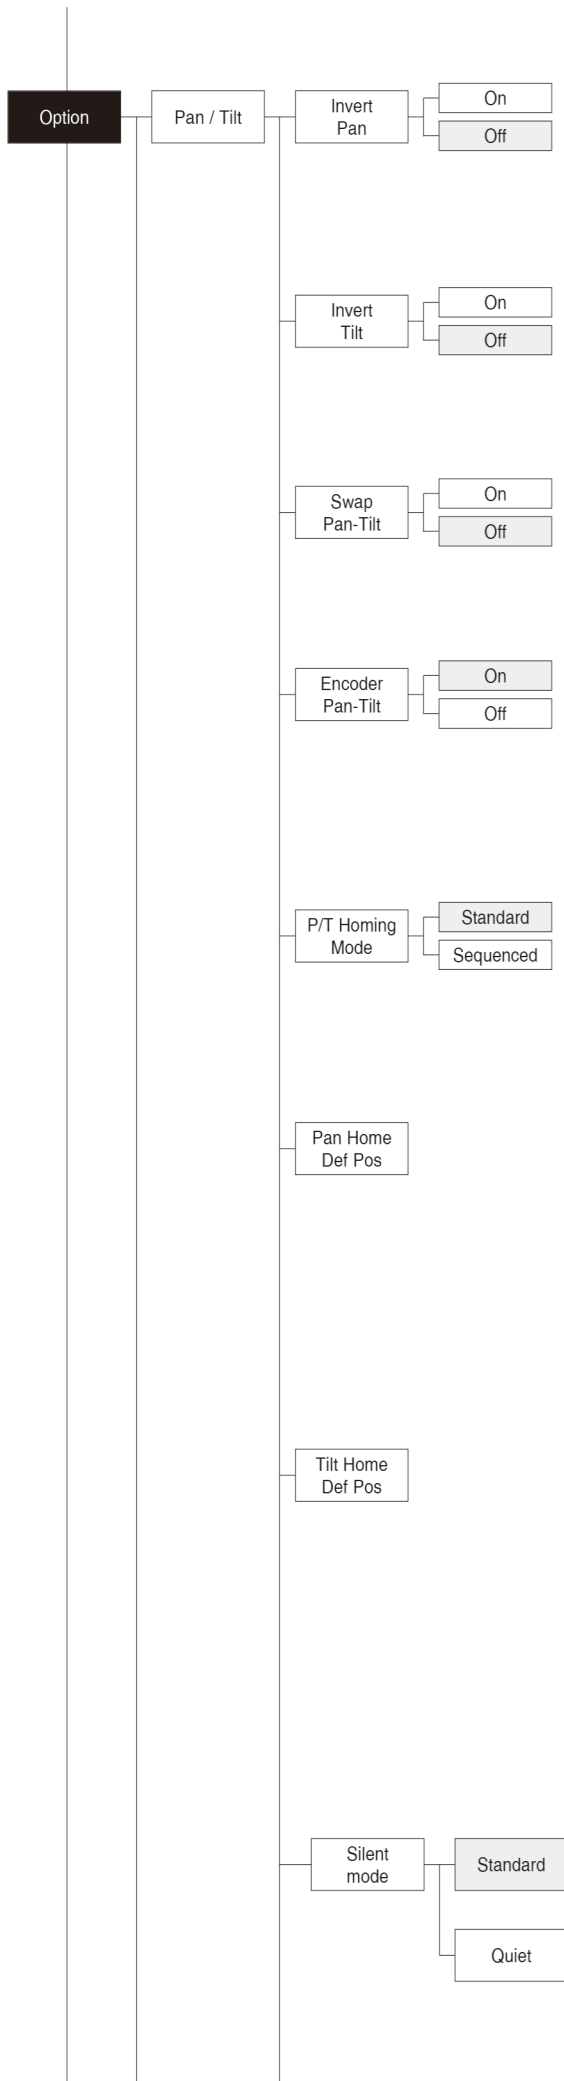 Option
Pan / Tilt
Invert
Pan
On
Off
Invert
Tilt
On
Off
Swap
Pan-Tilt
On
Off
Encoder
Pan-Tilt
On
Off
P/T Homing
Mode
Standard
Sequenced
Pan Home
Def Pos
Tilt Home
Def Pos
Silent
mode
Standard
Quiet